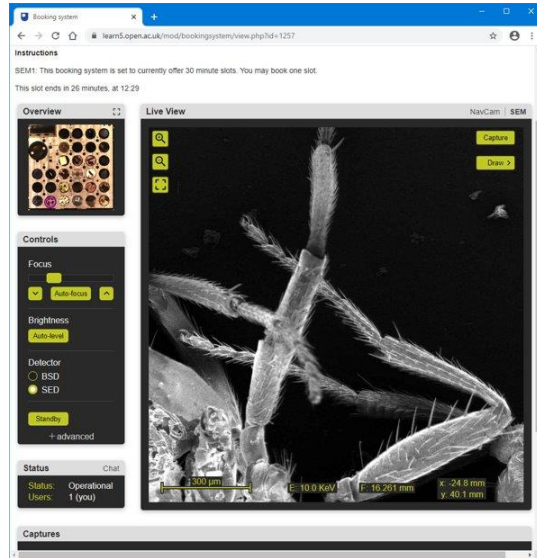 Booking system
learn5.open.ac.uk/mod/bookingsystem/view.php?id=1257
Instructions
SEM1: This booking system is set to currently offer 30 minute slots. You may book one slot.
This slot ends in 26 minutes, at 12:29
Overview
Live View
NavCam | SEM
Capture
Draw >
Controls
Focus
Auto-focus
Brightness
Auto-level
Detector
BSD
SED
Standby
+ advanced
Status
Chat
Status: Operational
Users: 1 (you)
1300 µm
E: 10.0 KeV
F: 16.261 mm
x: -24.8 mm
y: 40.1 mm
Captures